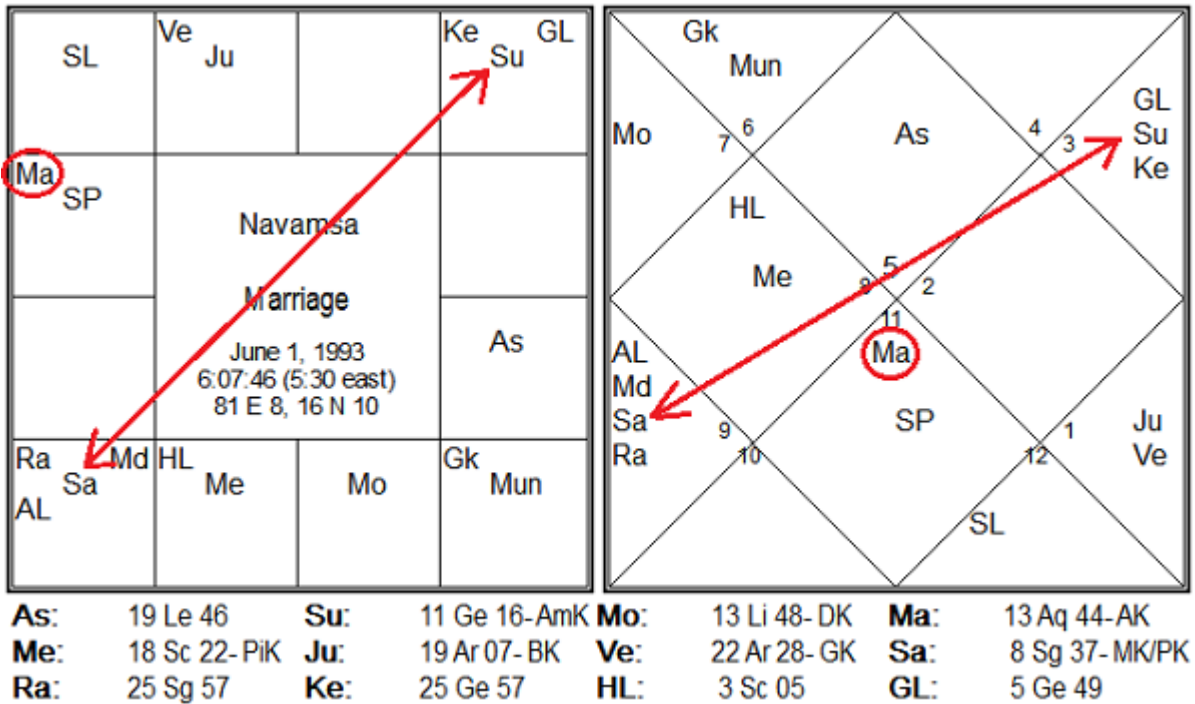 SL
Ve
Ju
Ke
GL
Su
Ma
SP
Navamsa
Marriage
June 1, 1993
6:07:46 (5:30 east)
81 E 8, 16 N 10
As
Ra
Md
Sa
AL
HL
Me
Mo
Gk
Mun
Gk
Mun
Mo
7
6
As
4
3
GL
Su
Ke
HL
Me
5
8
2
11
Ma
AL
Md
Sa
Ra
9
10
SP
1
12
Ju
Ve
SL
As: 19 Le 46 Su: 11 Ge 16-AmK Mo: 13 Li 48-DK Ma: 13 Aq 44-AK
Me: 18 Sc 22-PiK Ju: 19 Ar 07-BK Ve: 22 Ar 28-GK Sa: 8 Sg 37-MK/PK
Ra: 25 Sg 57 Ke: 25 Ge 57 HL: 3 Sc 05 GL: 5 Ge 49